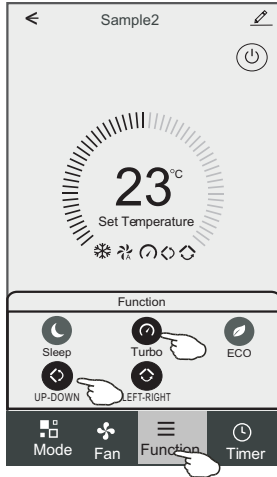 Sample2
23°C
Set Temperature
A
Function
Sleep Turbo ECO
UP-DOWN LEFT-RIGHT
Mode Fan Function Timer